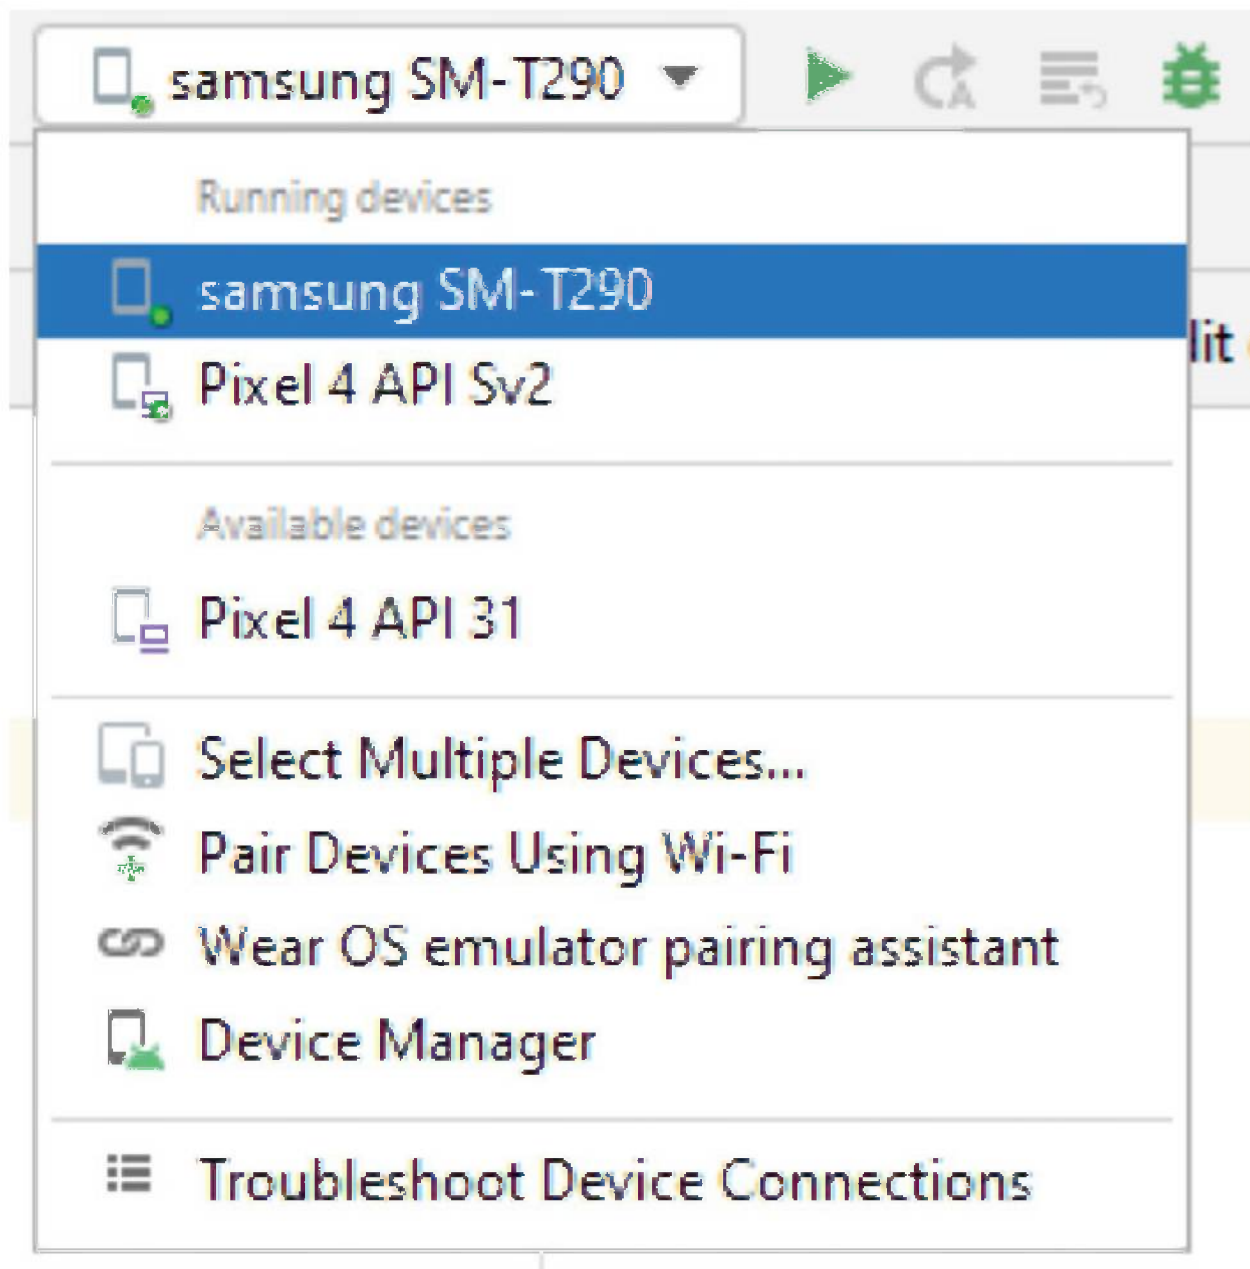 samsung SM-T290
Running devices
samsung SM-T290
lit
Pixel 4 API Sv2
Available devices
Pixel 4 API 31
Select Multiple Devices...
Pair Devices Using Wi-Fi
Wear OS emulator pairing assistant
Device Manager
Troubleshoot Device Connections